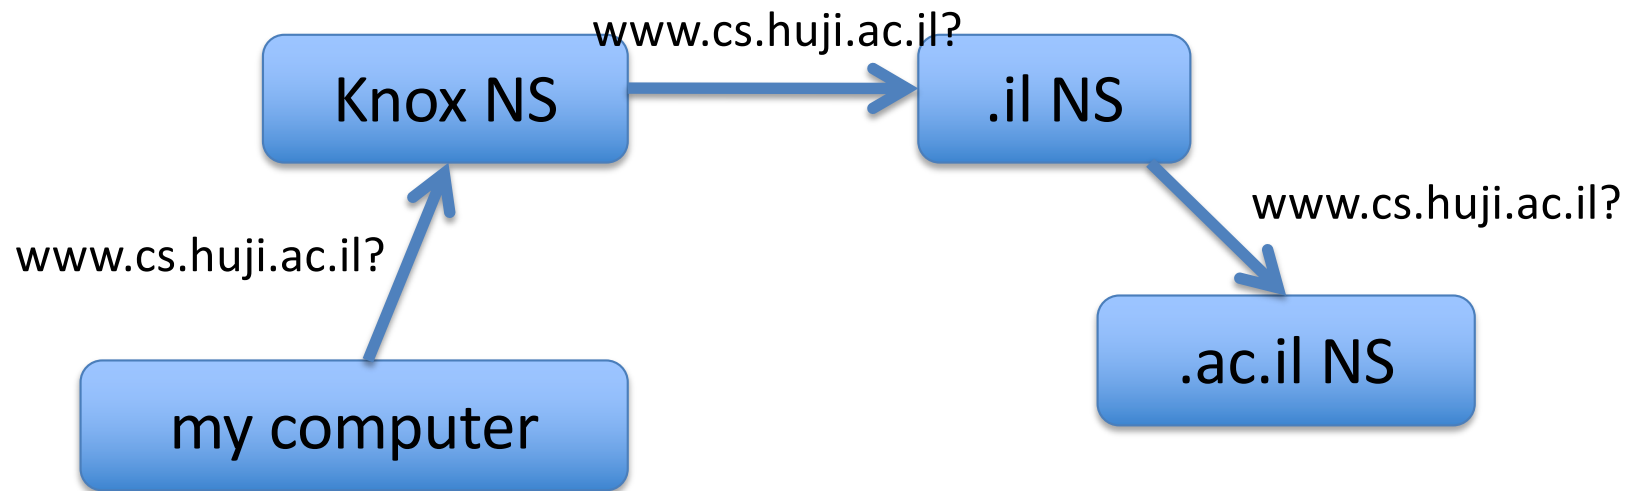 www.cs.huji.ac.il?
Knox NS
.il NS
www.cs.huji.ac.il?
www.cs.huji.ac.il?
.ac.il NS
my computer